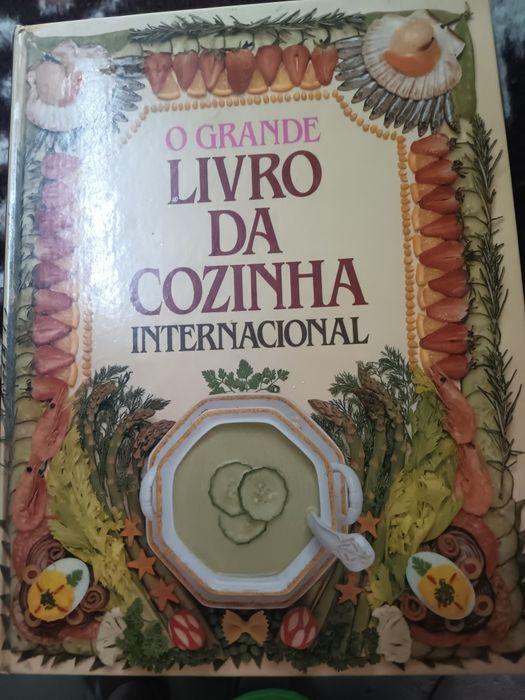 O GRANDE
LIVRO
DA
COZINHA
INTERNACIONAL